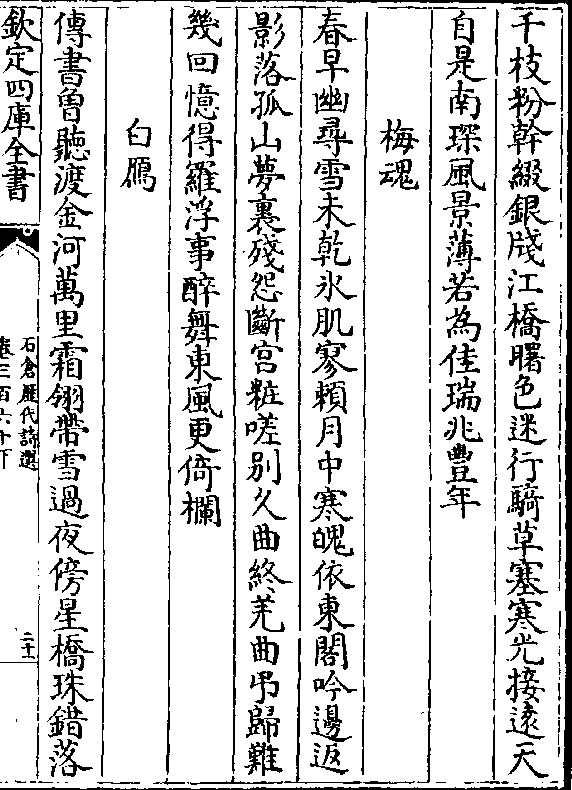 千枝粉幹綴銀牋江橋曙色迷行騎草塞寒光接逺天
自是南琛風景薄若為佳瑞兆豐年
梅魂
春早幽尋雪未乾氷肌寥頼月中寒魄依東閣吟邊返
影落孤山夢裏殘怨斷宫粧嗟别久曲終羌曲弔歸難
幾回憶得羅浮事醉舞東風更倚欄
白鴈
傳書曽聽渡金河萬里霜翎帶雪過夜傍星橋珠錯落
欽定四庫全書
石倉歷代詩選
卷三百六十下
二十